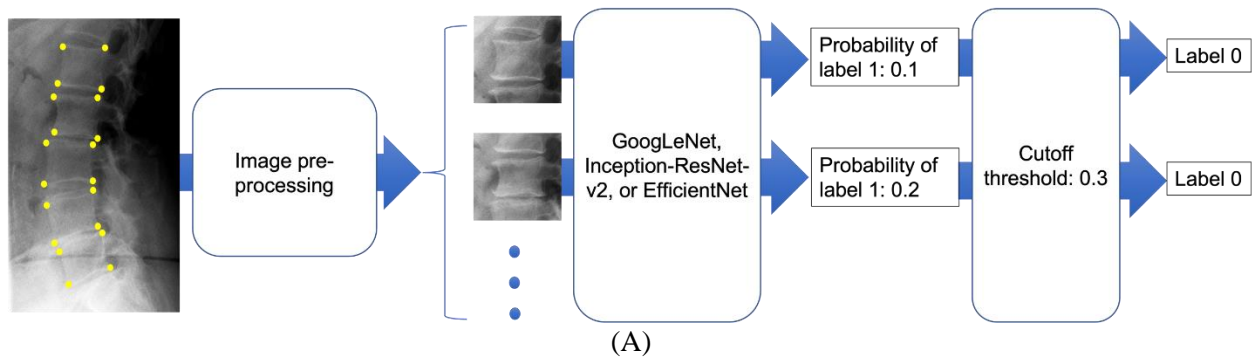 Image pre-
processing
GoogLeNet,
Inception-ResNet-
v2, or EfficientNet
Probability of
label 1: 0.1
Probability of
label 1: 0.2
Cutoff
threshold: 0.3
Label 0
Label 0
(A)